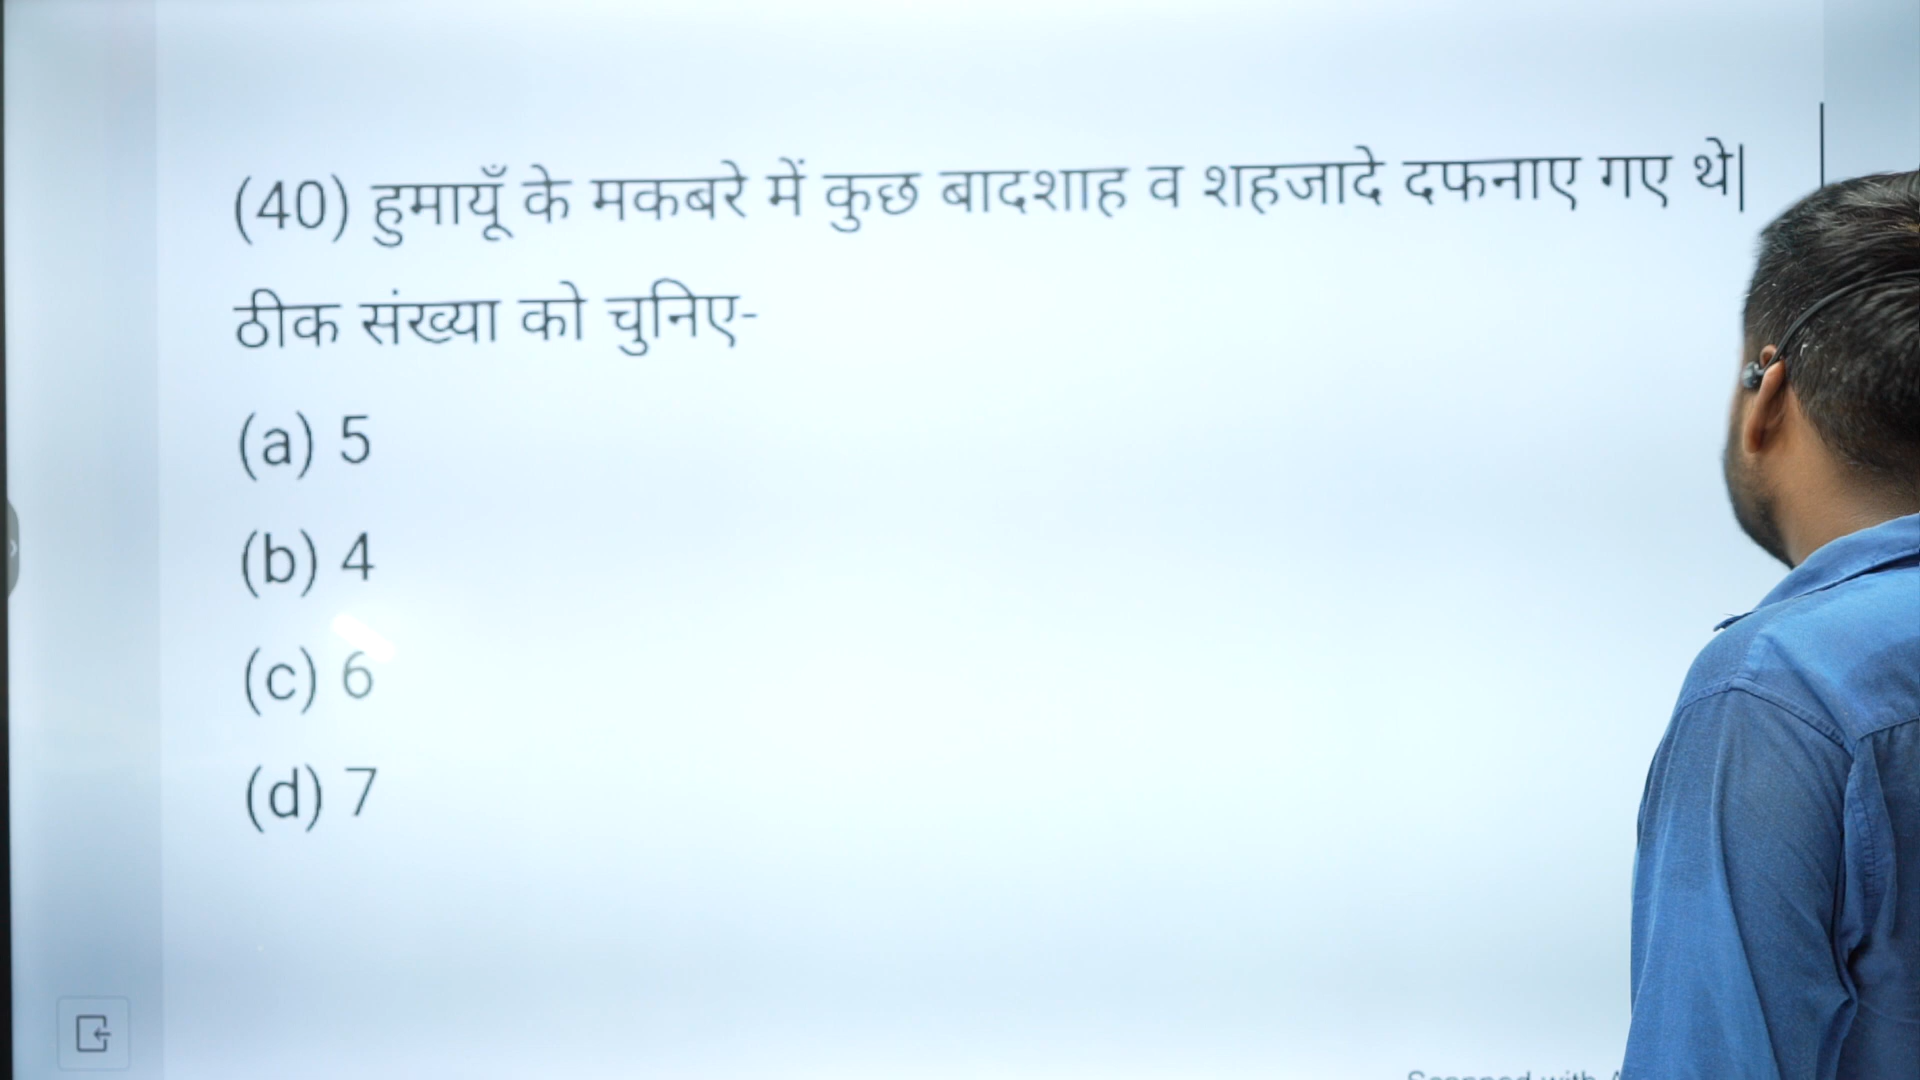 (40) हुमायूँ के मकबरे में कुछ बादशाह व शहजादे दफनाए गए थे|
ठीक संख्या को चुनिए-
(a) 5
(b) 4
(c) 6
(d) 7